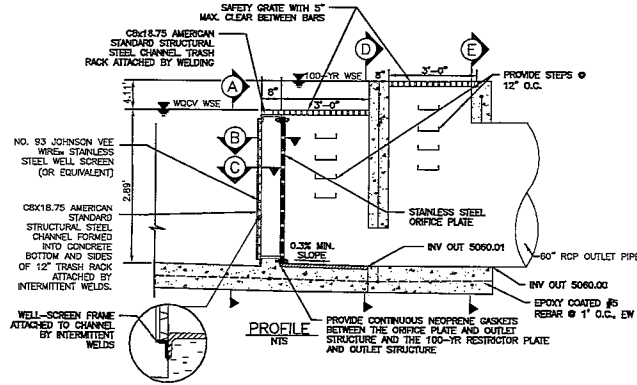 SAFETY GRATE WITH 5"
MAX. CLEAR BETWEEN BARS
C8x18.75 AMERICAN
STANDARD STRUCTURAL
STEEL CHANNEL TRASH
RACK ATTACHED BY WELDING
D
E
A
100-YR WSE
8"
8"
3'-0"
PROVIDE STEPS @
12" O.C.
4.11'
WQCV WSE
3'-0"
NO. 93 JOHNSON VEE
WIRE™ STAINLESS
STEEL WELL SCREEN
(OR EQUIVALENT)
B
C
2.89'
C8X18.75 AMERICAN
STANDARD
STRUCTURAL STEEL
CHANNEL FORMED
INTO CONCRETE
BOTTOM AND SIDES
OF 12" TRASH RACK
ATTACHED BY
INTERMITTENT WELDS.
STAINLESS STEEL
ORIFICE PLATE
0.3% MIN.
SLOPE
INV OUT 5060.01
60" RCP OUTLET PIPE
INV OUT 5060.00
EPOXY COATED #5
REBAR @ 1' O.C., EW
WELL-SCREEN FRAME
ATTACHED TO CHANNEL
BY INTERMITTENT
WELDS
PROFILE
NTS
PROVIDE CONTINUOUS NEOPRENE GASKETS
BETWEEN THE ORIFICE PLATE AND OUTLET
STRUCTURE AND THE 100-YR RESTRICTOR PLATE
AND OUTLET STRUCTURE